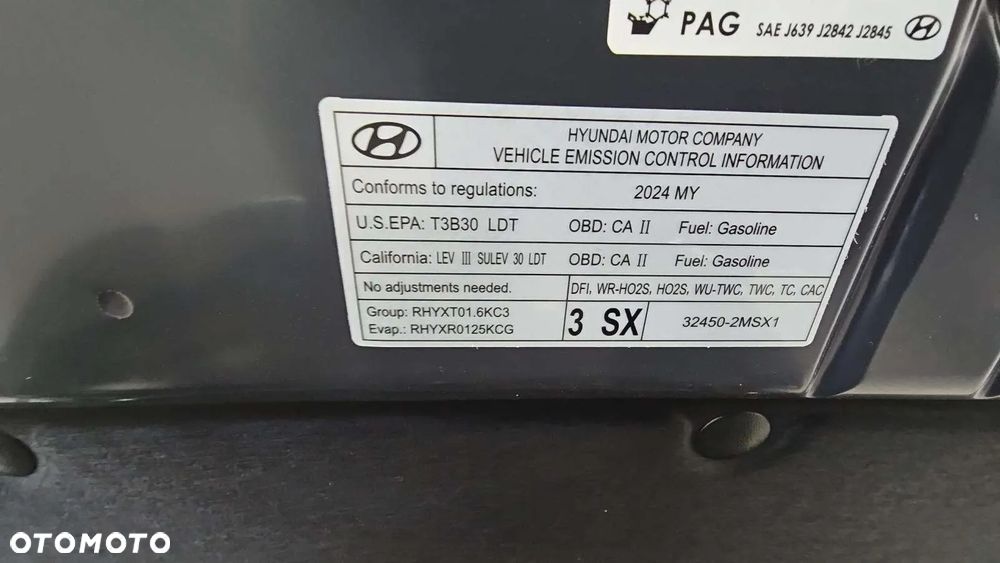 PAG SAE J639 J2842 J2845
HYUNDAI MOTOR COMPANY
VEHICLE EMISSION CONTROL INFORMATION
Conforms to regulations: 2024 MY
U.S.EPA: T3B30 LDT OBD: CA II Fuel: Gasoline
California: LEV III SULEV 30 LDT OBD: CA II Fuel: Gasoline
No adjustments needed. DFI, WR-HO2S, HO2S, WU-TWC, TWC, TC, CAC
Group: RHYXT01.6KC3
Evap.: RHYXR0125KCG
3 SX 32450-2MSX1
OTOMOTO